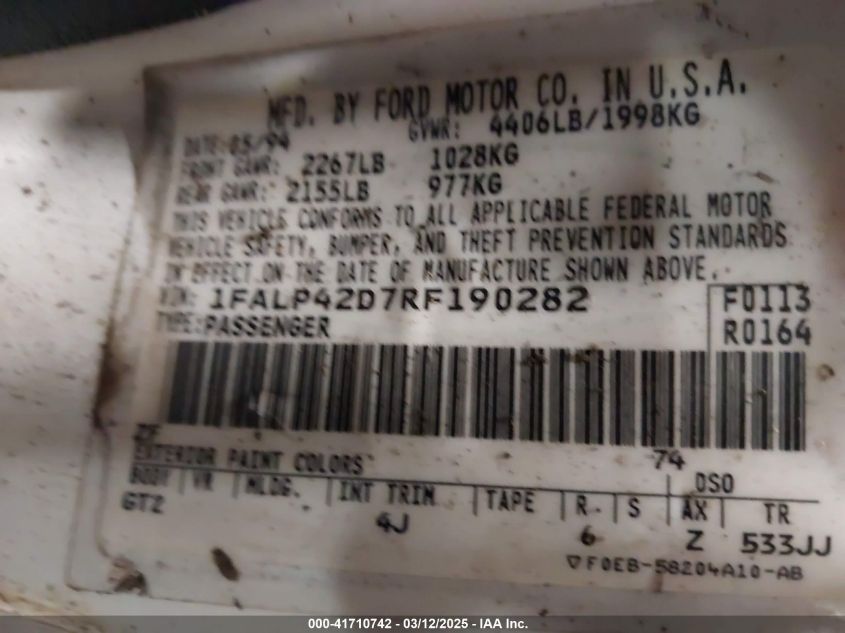 MFD. BY FORD MOTOR CO. IN U.S.A.
DATE: 05/94 GVWR: 4406LB/1998KG
FRONT GAWR: 2267LB 1028KG
REAR GAWR: 2155LB 977KG
THIS VEHICLE CONFORMS TO ALL APPLICABLE FEDERAL MOTOR
VEHICLE SAFETY, BUMPER, AND THEFT PREVENTION STANDARDS
IN EFFECT ON THE DATE OF MANUFACTURE SHOWN ABOVE.
VIN: 1FALP42D7RF190282 F0113
TYPE: PASSENGER R0164
ZF 74
EXTERIOR PAINT COLORS DSO
BODY VR MLDG. INT TRIM TAPE R. S AX TR
GT2 4J 6 Z 533JJ
▽F0EB-58204A10-AB
000-41710742 - 03/12/2025 - IAA Inc.